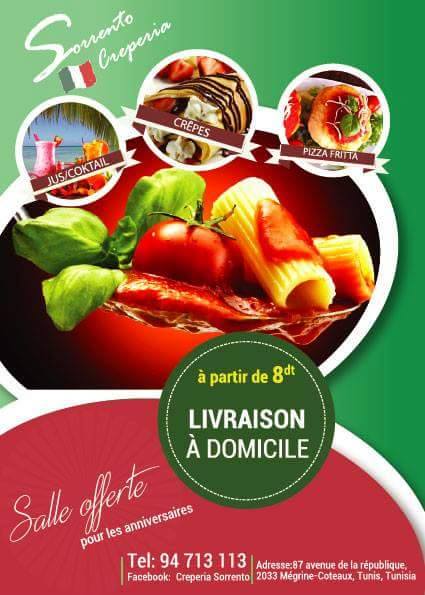 Sorrento
Creperia
JUS/COKTAIL
CRÊPES
PIZZA FRITTA
à partir de 8dt
LIVRAISON
À DOMICILE
Salle offerte
pour les anniversaires
Tel: 94 713 113
Facebook: Creperia Sorrento
Adresse:87 avenue de la république,
2033 Mégrine-Coteaux, Tunis, Tunisia